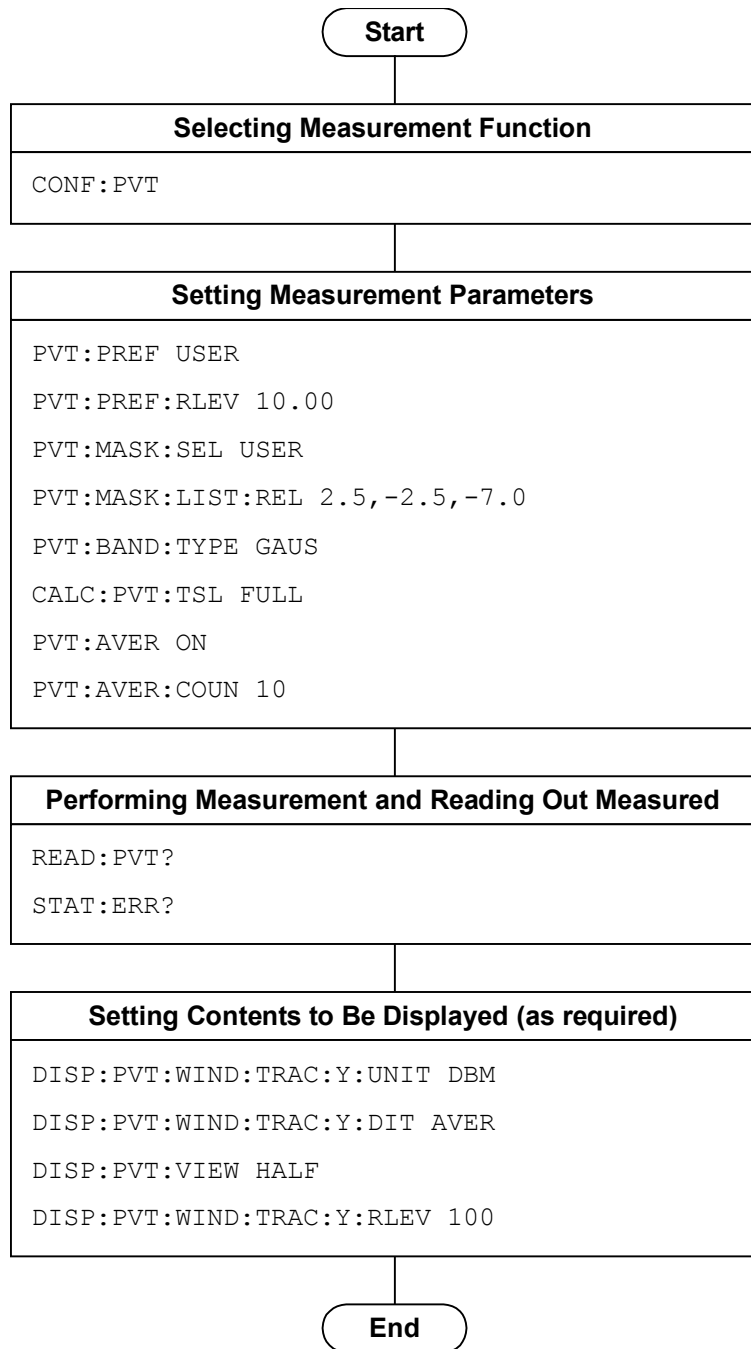 Start
Selecting Measurement Function
CONF:PVT
Setting Measurement Parameters
PVT:PREF USER
PVT:PREF:RLEV 10.00
PVT:MASK:SEL USER
PVT:MASK:LIST:REL 2.5,-2.5,-7.0
PVT:BAND:TYPE GAUS
CALC:PVT:TSL FULL
PVT:AVER ON
PVT:AVER:COUN 10
Performing Measurement and Reading Out Measured
READ:PVT?
STAT:ERR?
Setting Contents to Be Displayed (as required)
DISP:PVT:WIND:TRAC:Y:UNIT DBM
DISP:PVT:WIND:TRAC:Y:DIT AVER
DISP:PVT:VIEW HALF
DISP:PVT:WIND:TRAC:Y:RLEV 100
End